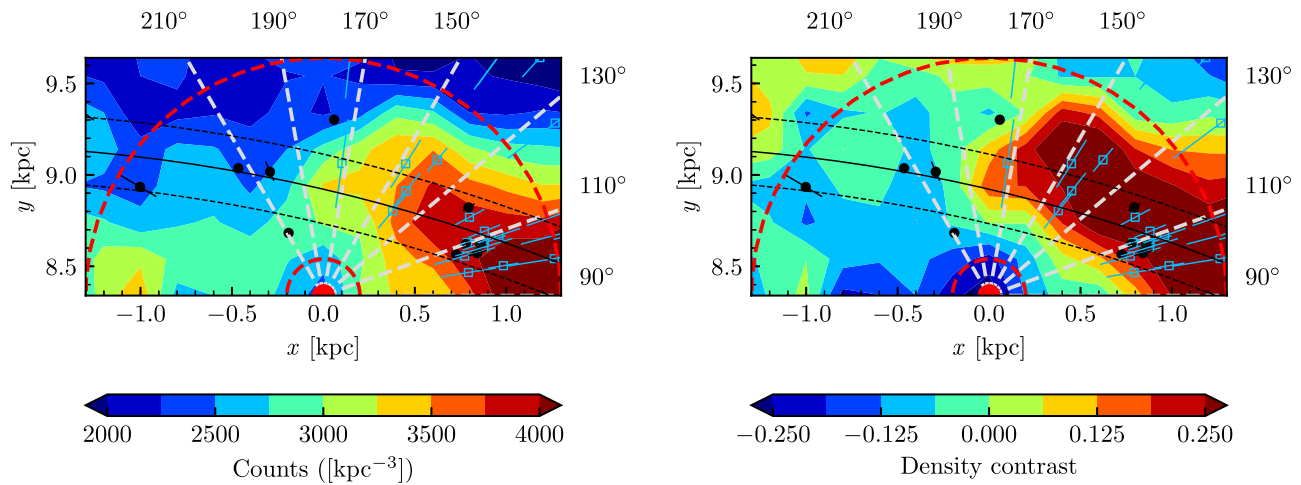 210° 190° 170° 150°
130°
110°
90°
9.5
9.0
8.5
y [kpc]
−1.0 −0.5 0.0 0.5 1.0
x [kpc]
2000 2500 3000 3500 4000
Counts ([kpc⁻³])
210° 190° 170° 150°
130°
110°
90°
9.5
9.0
8.5
y [kpc]
−1.0 −0.5 0.0 0.5 1.0
x [kpc]
−0.250 −0.125 0.000 0.125 0.250
Density contrast